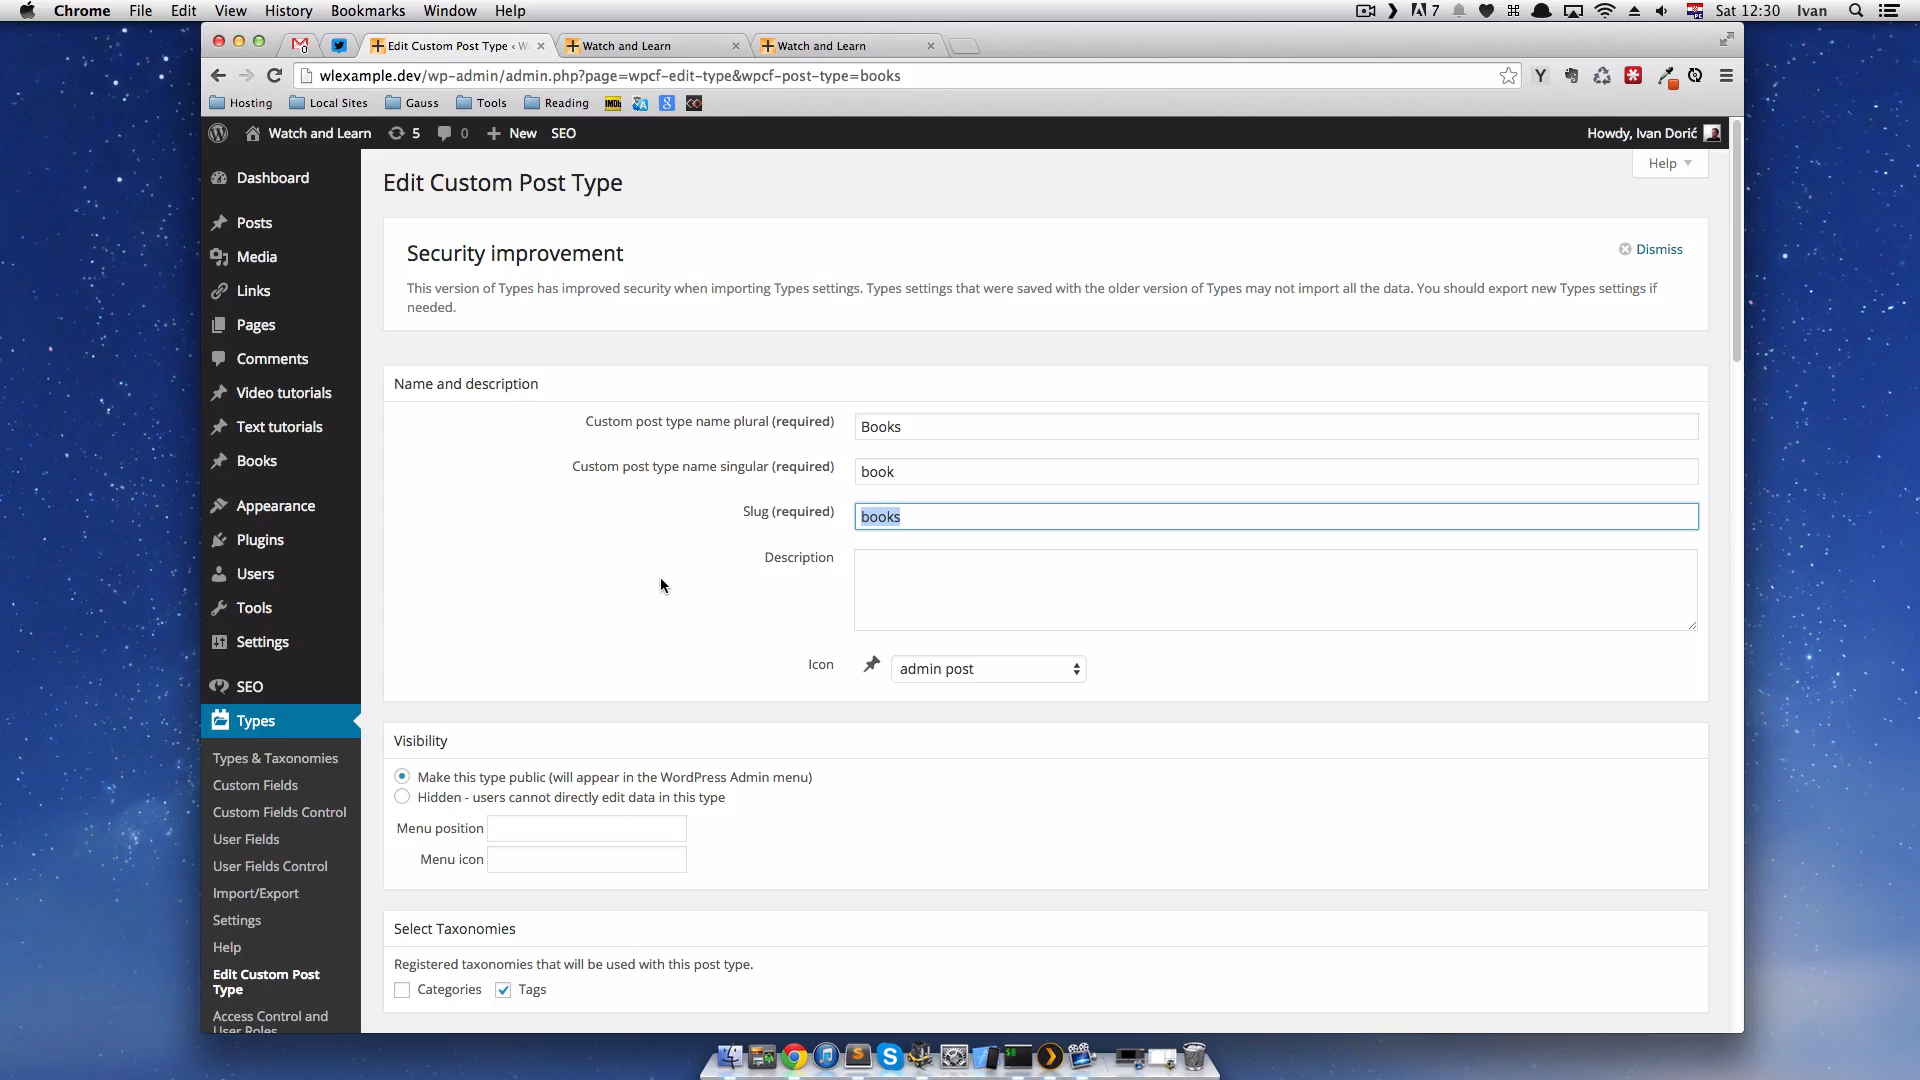 Chrome File Edit View History Bookmarks Window Help
7 Sat 12:30 Ivan
Edit Custom Post Type ‹ W
Watch and Learn
Watch and Learn
wlexample.dev/wp-admin/admin.php?page=wpcf-edit-type&wpcf-post-type=books
Hosting Local Sites Gauss Tools Reading IMDb
Watch and Learn 5 0 New SEO
Howdy, Ivan Dorić
Help
Dashboard
Posts
Media
Links
Pages
Comments
Video tutorials
Text tutorials
Books
Appearance
Plugins
Users
Tools
Settings
SEO
Types
Types & Taxonomies
Custom Fields
Custom Fields Control
User Fields
User Fields Control
Import/Export
Settings
Help
Edit Custom Post
Type
Access Control and
User Roles
Edit Custom Post Type
Security improvement
Dismiss
This version of Types has improved security when importing Types settings. Types settings that were saved with the older version of Types may not import all the data. You should export new Types settings if
needed.
Name and description
Custom post type name plural (required) Books
Custom post type name singular (required) book
Slug (required) books
Description
Icon admin post
Visibility
Make this type public (will appear in the WordPress Admin menu)
Hidden - users cannot directly edit data in this type
Menu position
Menu icon
Select Taxonomies
Registered taxonomies that will be used with this post type.
Categories Tags